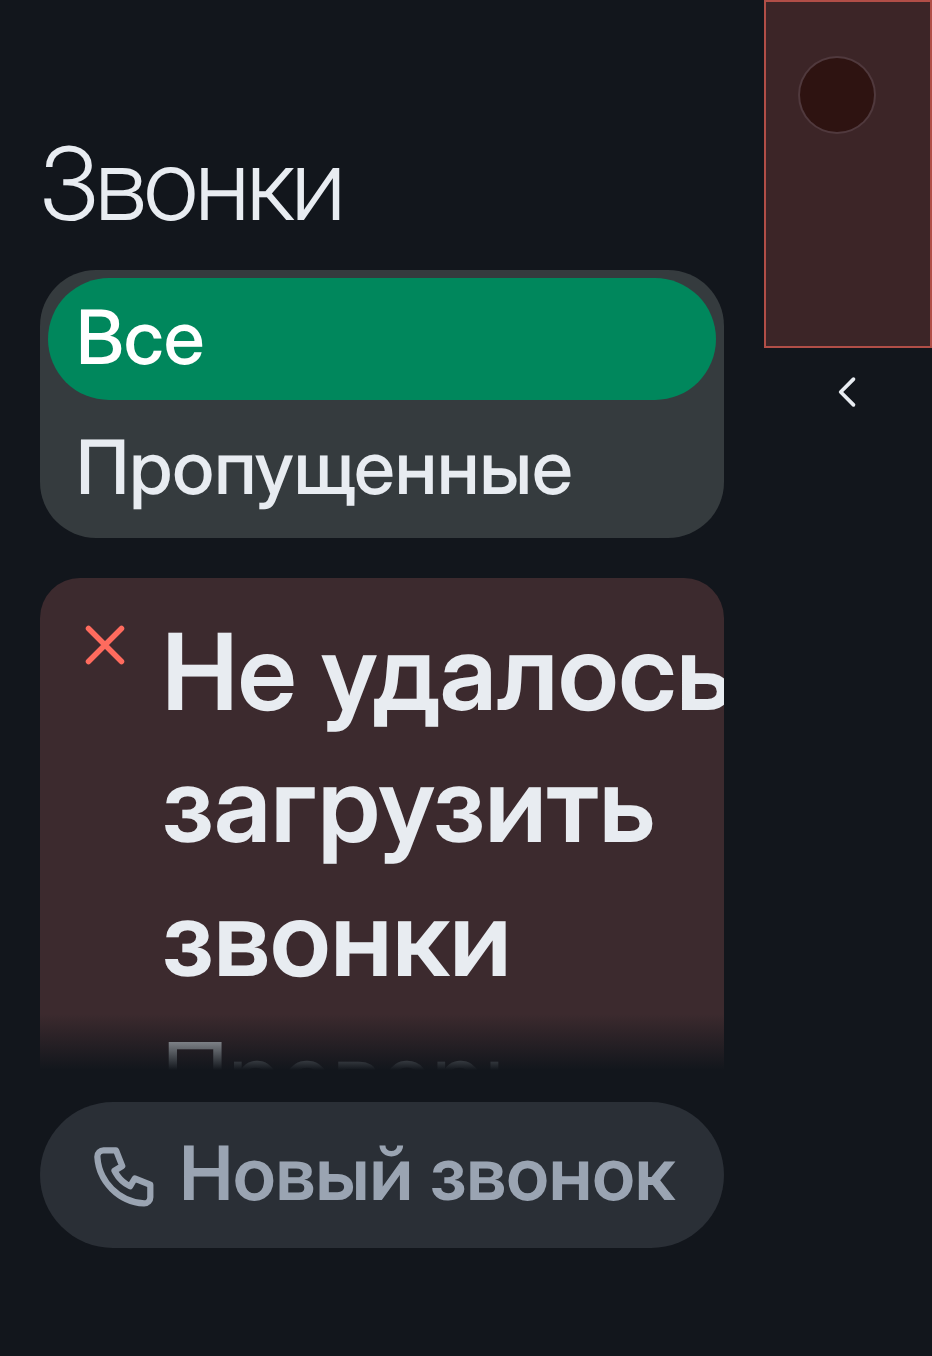 Звонки
Все
Пропущенные
Не удалось
загрузить
звонки
Новый звонок